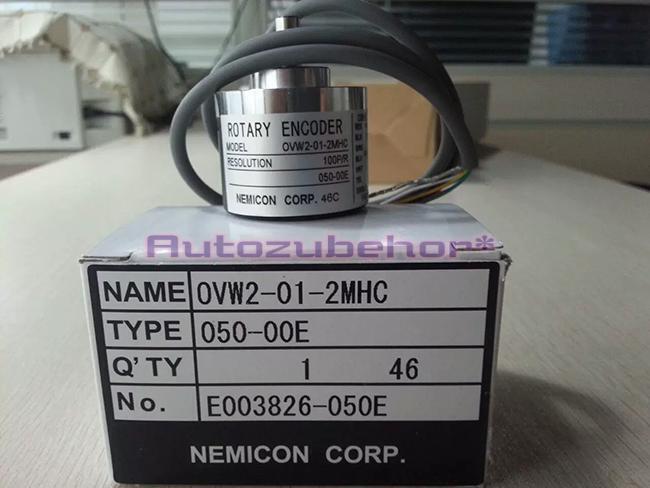 ROTARY ENCODER
MODEL OVW2-01-2MHC
RESOLUTION 100P/R
050-00E
NEMICON CORP. 46C
Autozubehor*
NAME OVW2-01-2MHC
TYPE 050-00E
Q'TY 1 46
No. E003826-050E
NEMICON CORP.